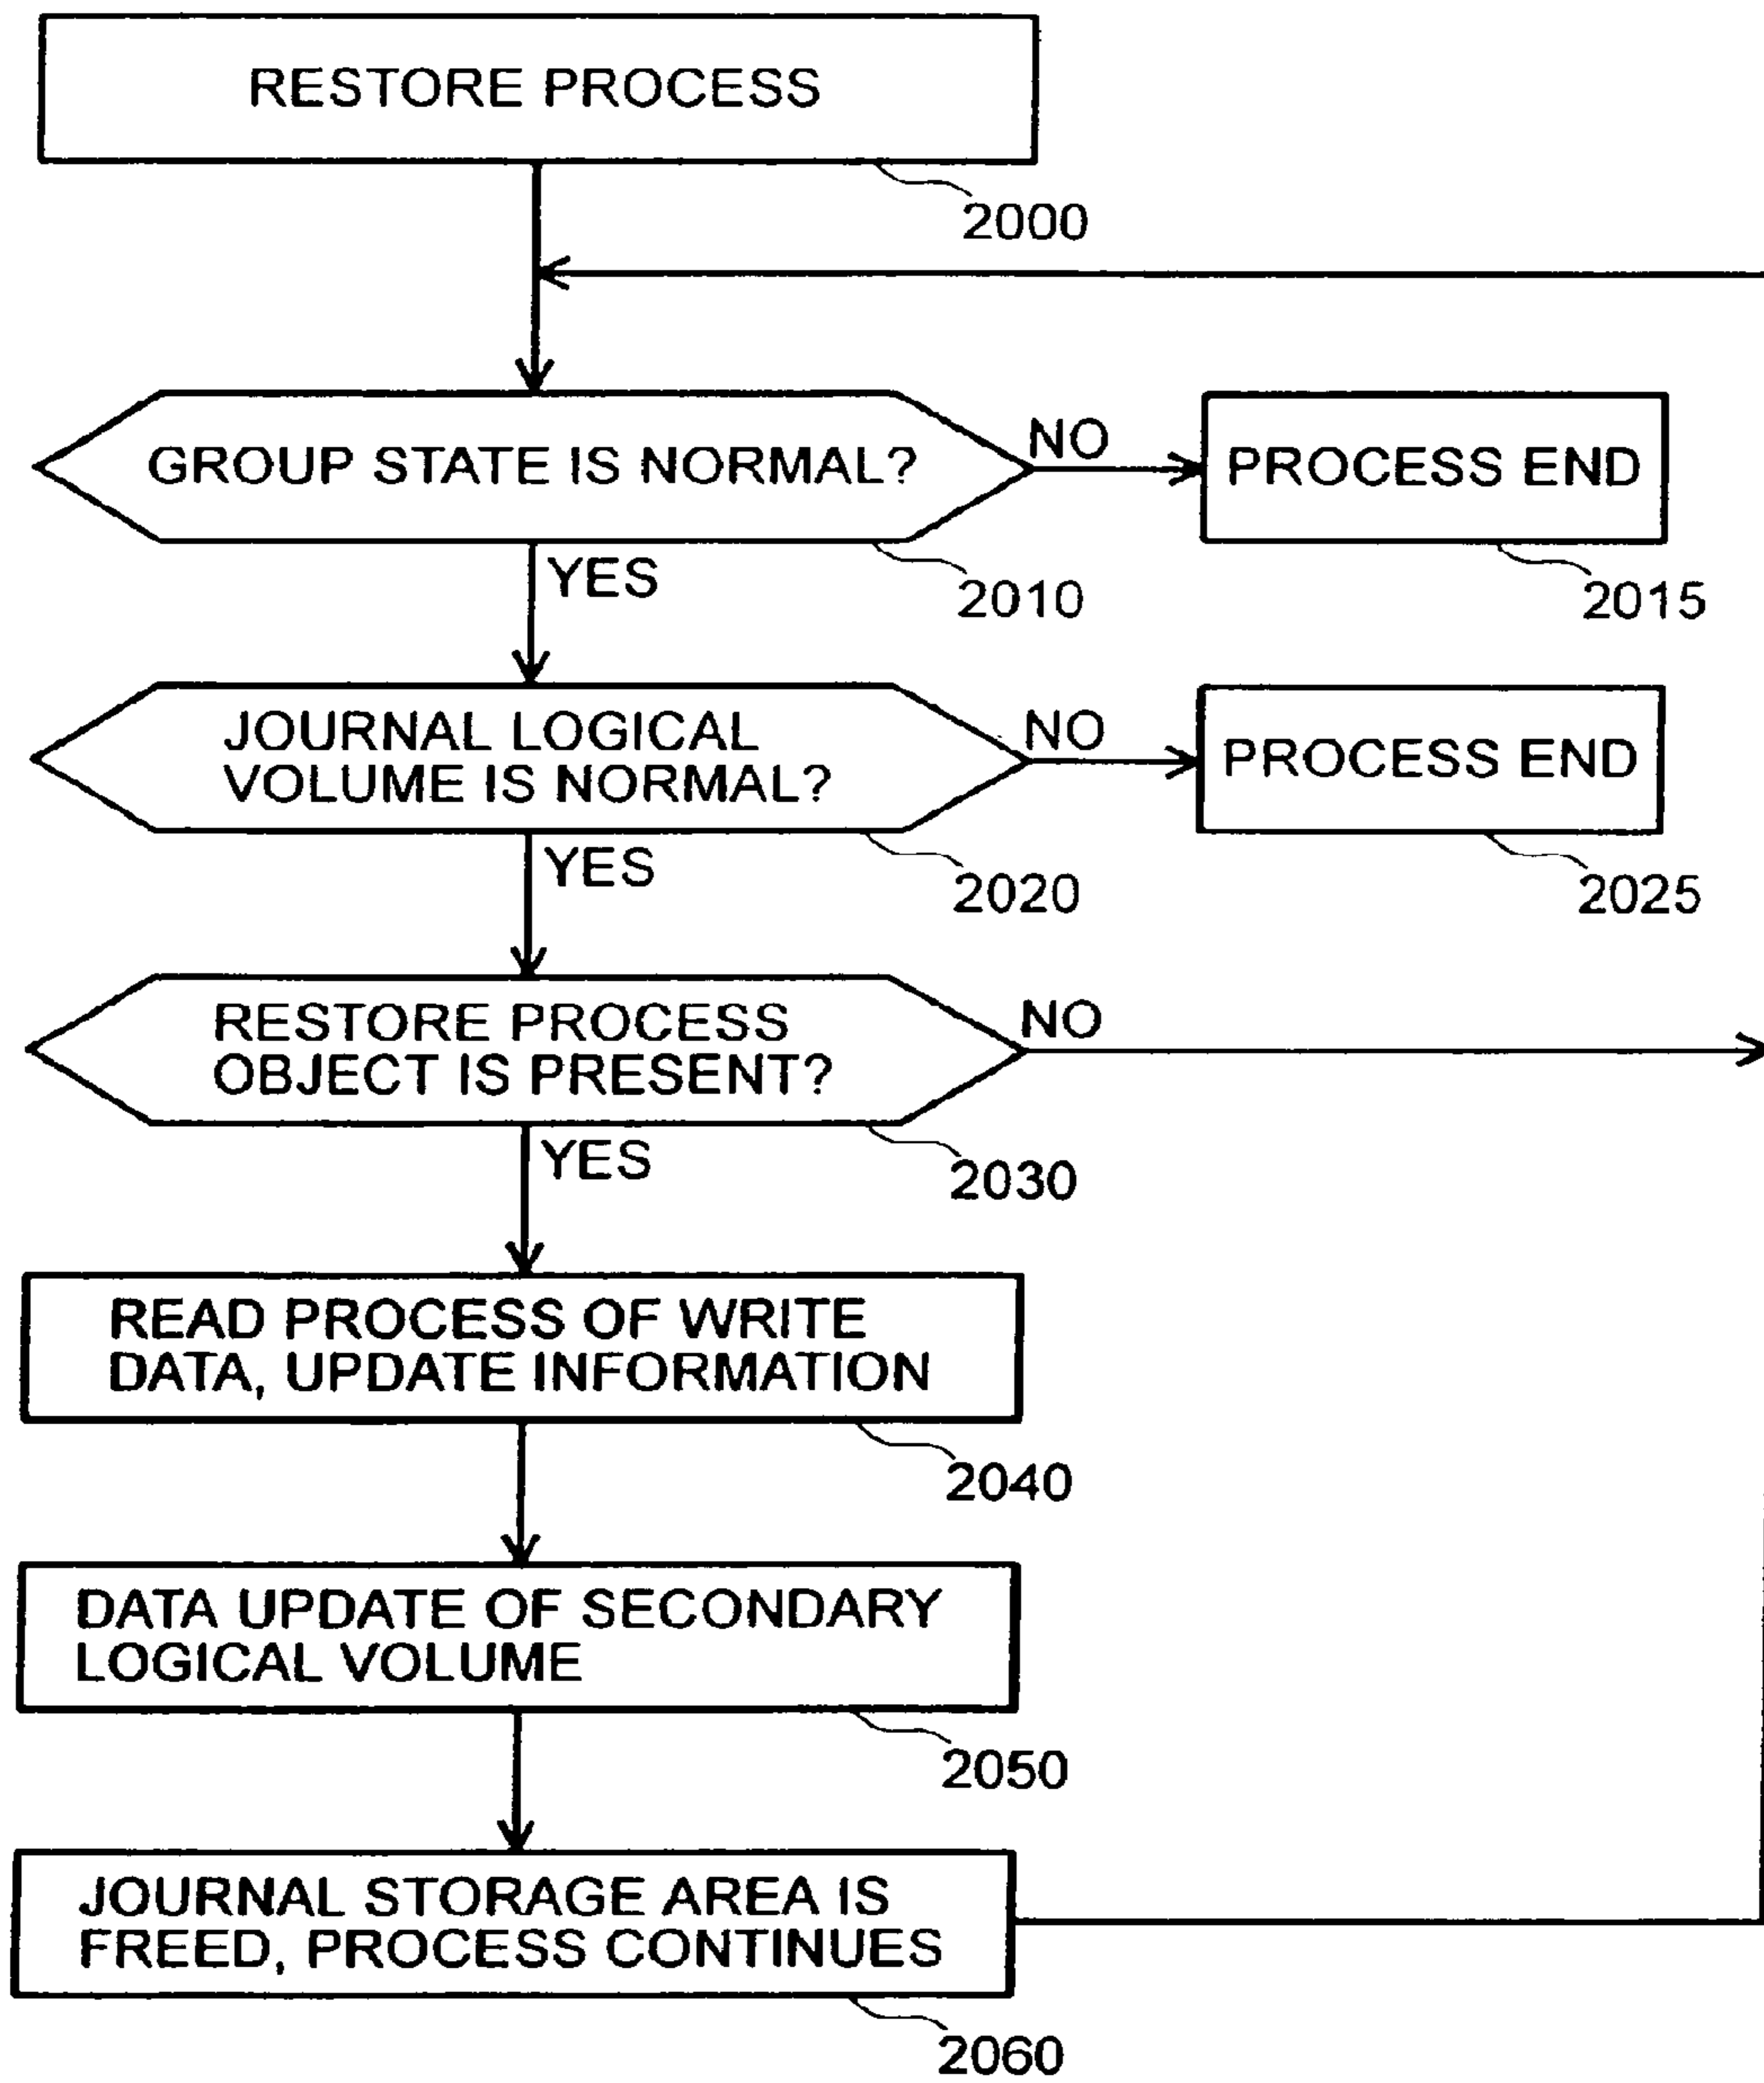 RESTORE PROCESS
2000
GROUP STATE IS NORMAL?
NO
PROCESS END
YES
2010
2015
JOURNAL LOGICAL
VOLUME IS NORMAL?
NO
PROCESS END
YES
2020
2025
RESTORE PROCESS
OBJECT IS PRESENT?
NO
YES
2030
READ PROCESS OF WRITE
DATA, UPDATE INFORMATION
2040
DATA UPDATE OF SECONDARY
LOGICAL VOLUME
2050
JOURNAL STORAGE AREA IS
FREED, PROCESS CONTINUES
2060